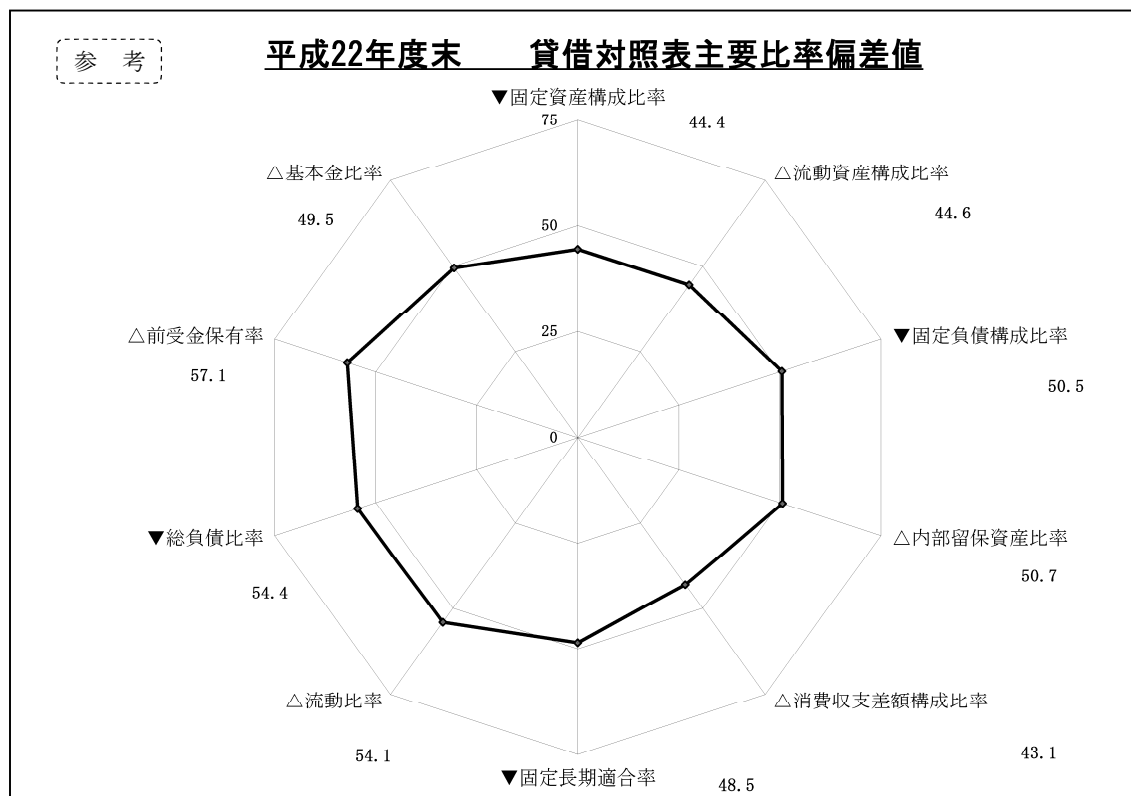 参 考
平成22年度末 貸借対照表主要比率偏差値
▼固定資産構成比率
44.4
△流動資産構成比率
44.6
▼固定負債構成比率
50.5
△内部留保資産比率
50.7
△消費収支差額構成比率
43.1
▼固定長期適合率
48.5
△流動比率
54.1
▼総負債比率
54.4
△前受金保有率
57.1
△基本金比率
49.5
75
50
25
0